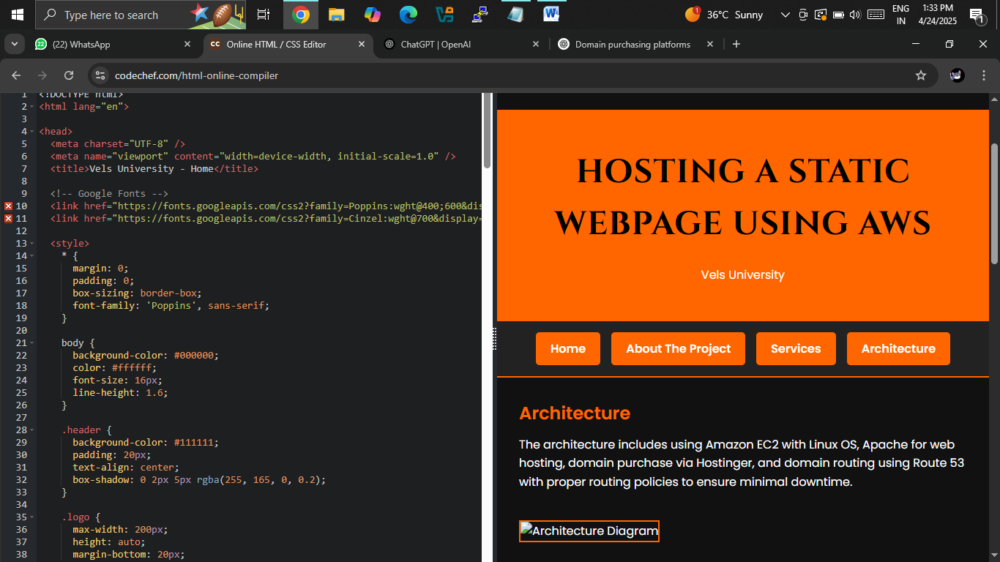 Type here to search
36°C Sunny
ENG
IN
1:33 PM
4/24/2025
1
(22) WhatsApp
Online HTML / CSS Editor
ChatGPT | OpenAI
Domain purchasing platforms
codechef.com/html-online-compiler
1 <!DOCTYPE html>
2 <html lang="en">
3
4 <head>
5 <meta charset="UTF-8" />
6 <meta name="viewport" content="width=device-width, initial-scale=1.0" />
7 <title>Vels University - Home</title>
8
9 <!-- Google Fonts -->
10 <link href="https://fonts.googleapis.com/css2?family=Poppins:wght@400;600&dis
11 <link href="https://fonts.googleapis.com/css2?family=Cinzel:wght@700&display=
12
13 <style>
14 * {
15 margin: 0;
16 padding: 0;
17 box-sizing: border-box;
18 font-family: 'Poppins', sans-serif;
19 }
20
21 body {
22 background-color: #000000;
23 color: #ffffff;
24 font-size: 16px;
25 line-height: 1.6;
26 }
27
28 .header {
29 background-color: #111111;
30 padding: 20px;
31 text-align: center;
32 box-shadow: 0 2px 5px rgba(255, 165, 0, 0.2);
33 }
34
35 .logo {
36 max-width: 200px;
37 height: auto;
38 margin-bottom: 20px;
HOSTING A STATIC
WEBPAGE USING AWS
Vels University
Home
About The Project
Services
Architecture
Architecture
The architecture includes using Amazon EC2 with Linux OS, Apache for web
hosting, domain purchase via Hostinger, and domain routing using Route 53
with proper routing policies to ensure minimal downtime.
Architecture Diagram